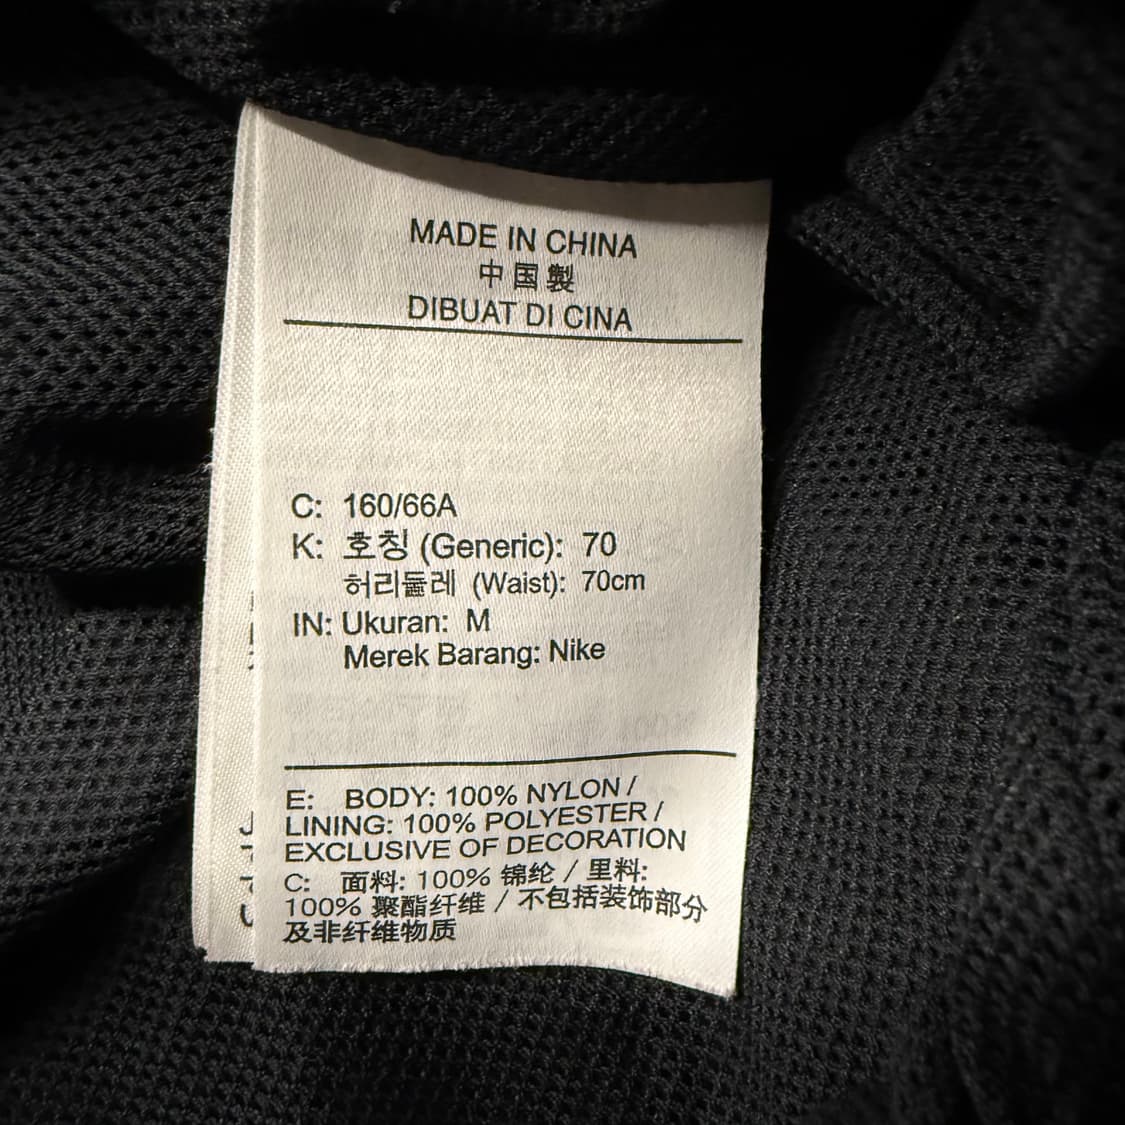 MADE IN CHINA
中国製
DIBUAT DI CINA
C: 160/66A
K: 호칭 (Generic): 70
허리둘레 (Waist): 70cm
IN: Ukuran: M
Merek Barang: Nike
E: BODY: 100% NYLON /
LINING: 100% POLYESTER /
EXCLUSIVE OF DECORATION
C: 面料: 100% 锦纶 / 里料:
100% 聚酯纤维 / 不包括装饰部分
及非纤维物质